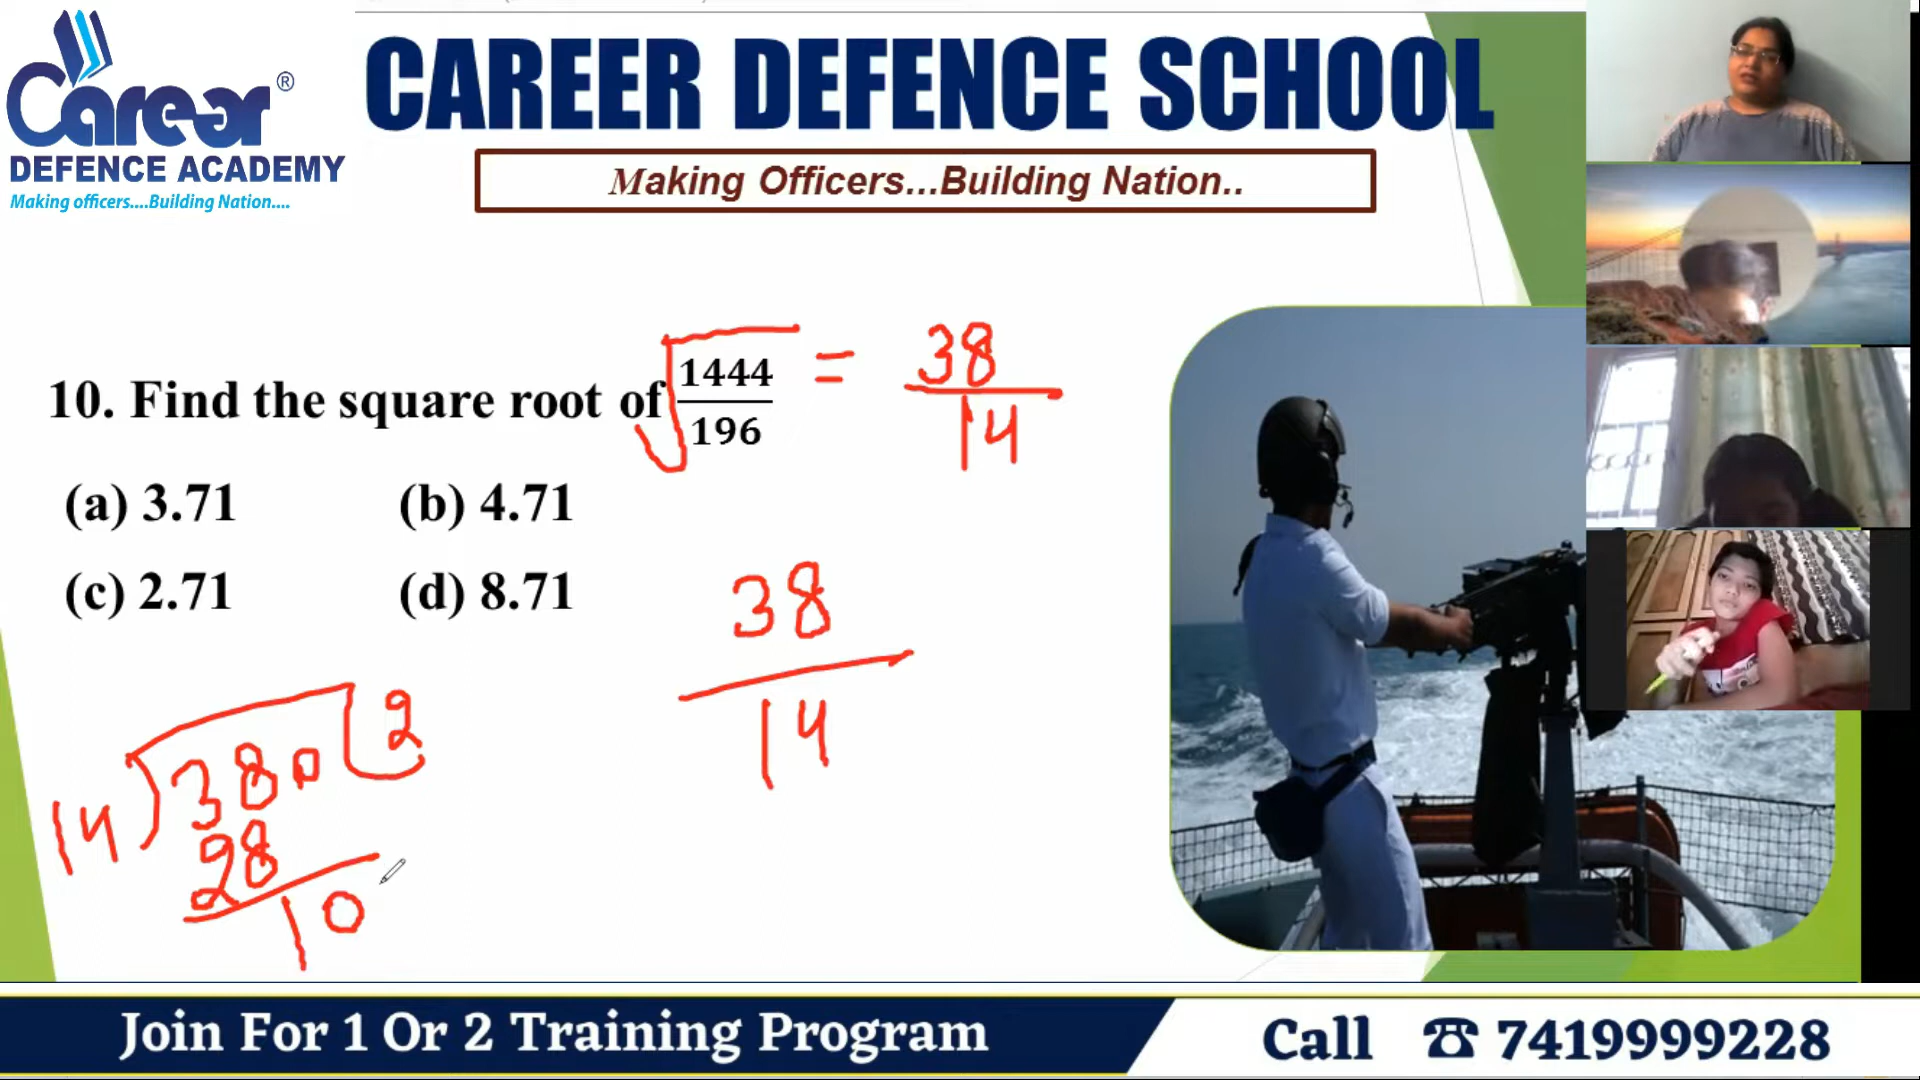 Career ®
DEFENCE ACADEMY
Making officers....Building Nation....
CAREER DEFENCE SCHOOL
Making Officers...Building Nation..
10. Find the square root of √1444/196 = 38/14
(a) 3.71 (b) 4.71
(c) 2.71 (d) 8.71
38
14
14 380 2
28
10
Join For 1 Or 2 Training Program
Call ☎ 7419999228